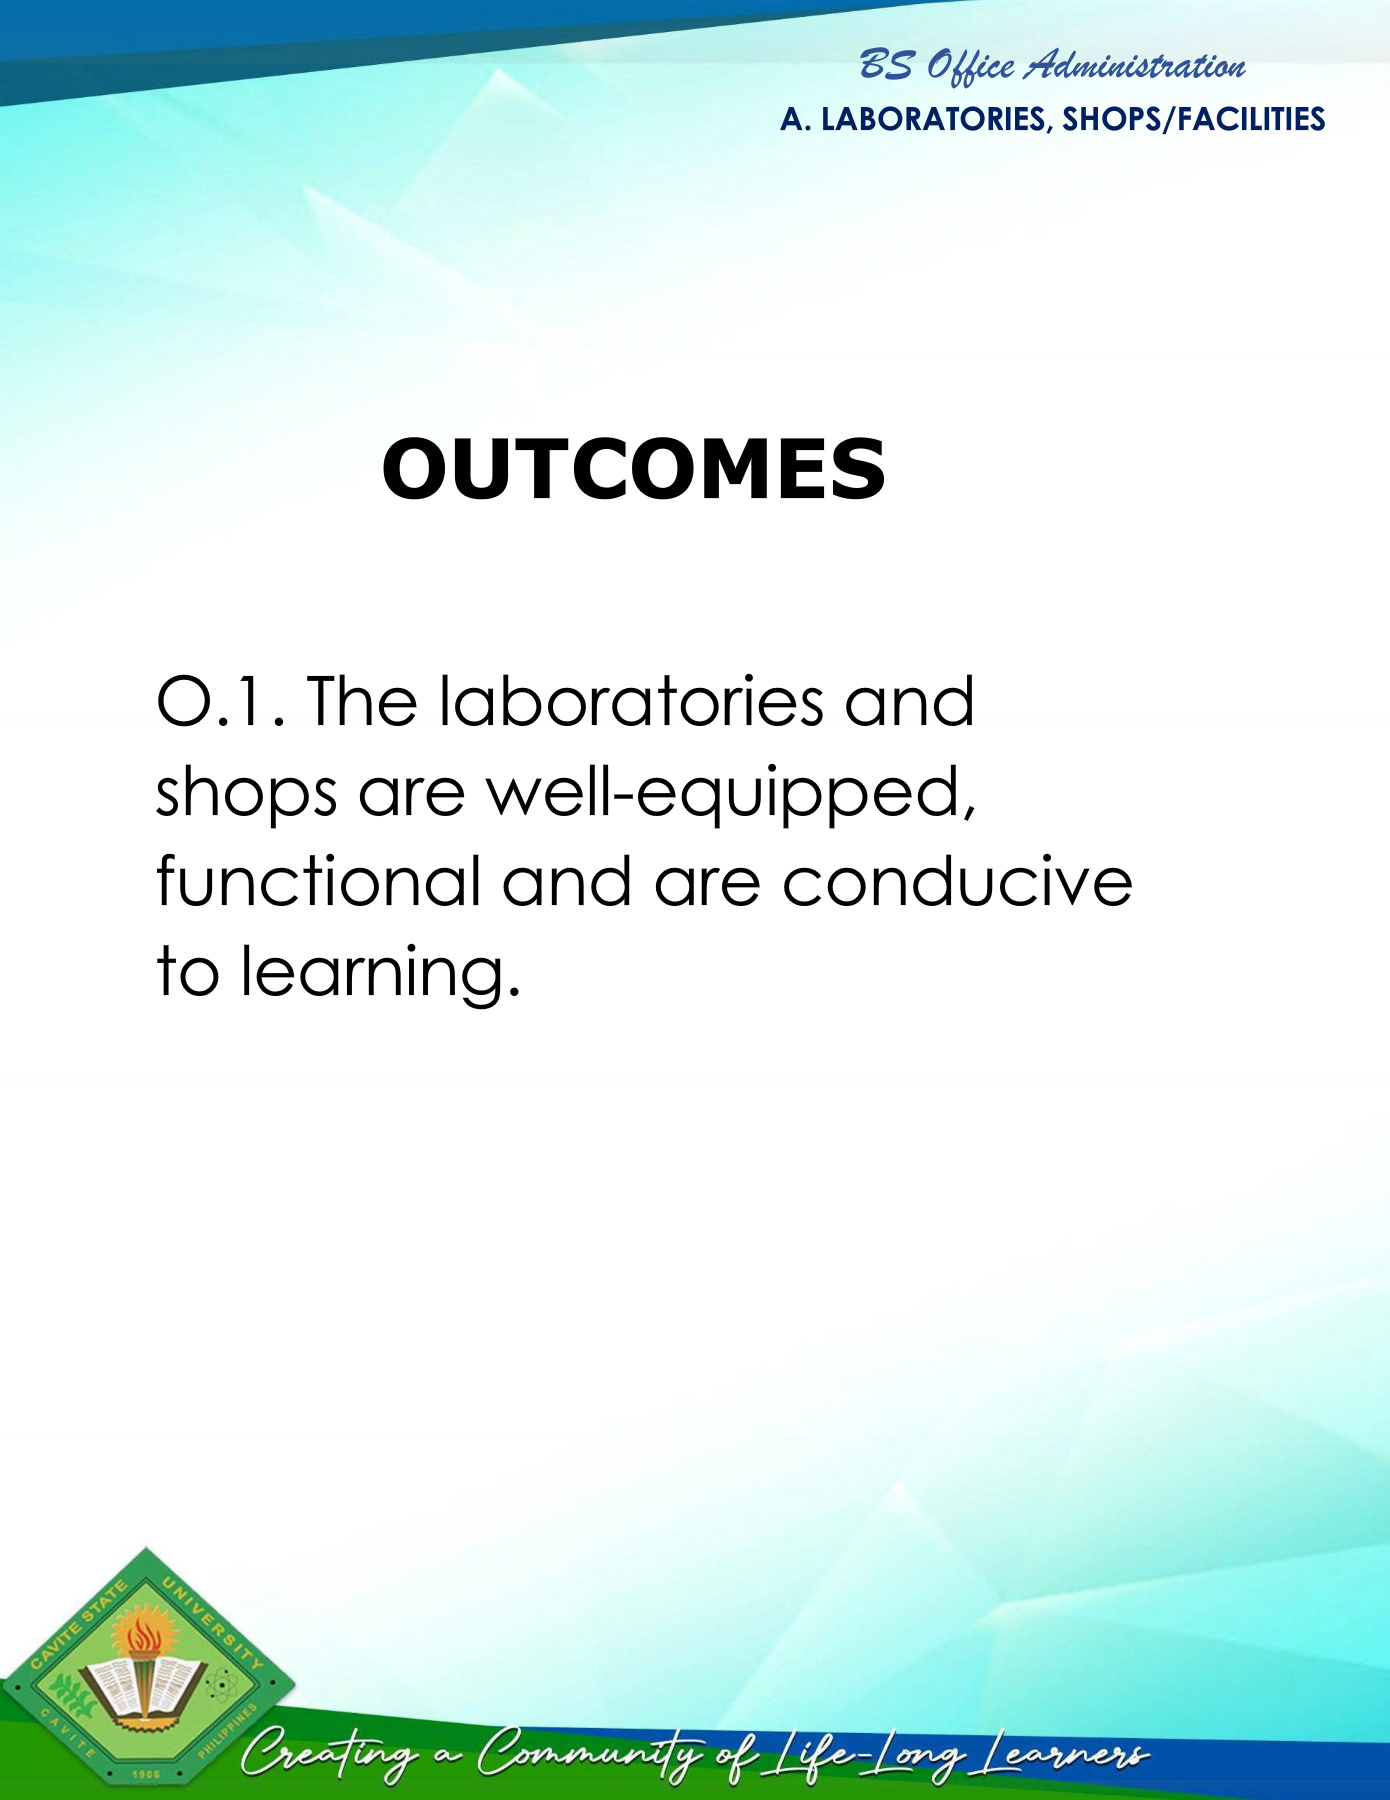 BS Office Administration
A. LABORATORIES, SHOPS/FACILITIES
OUTCOMES
O.1. The laboratories and
shops are well-equipped,
functional and are conducive
to learning.
CAVITE STATE UNIVERSITY
CAVITE PHILIPPINES
1906
Creating a Community of Life-Long Learners